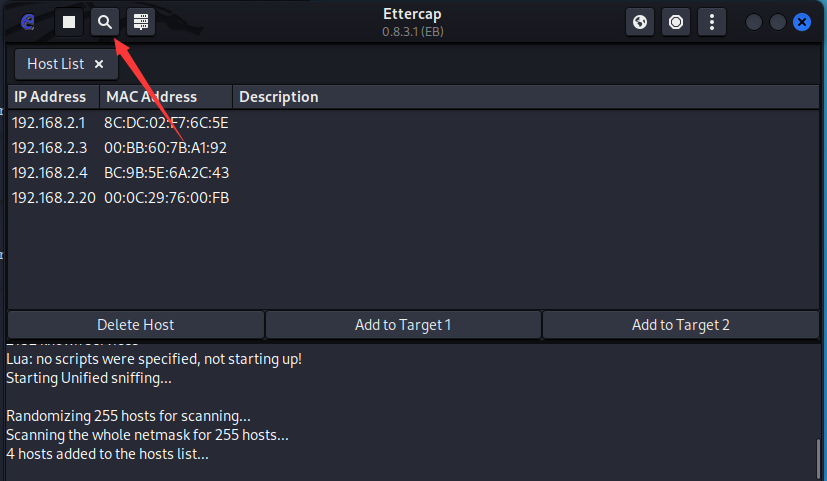 Ettercap
0.8.3.1 (EB)
Host List ×
IP Address MAC Address Description
192.168.2.1 8C:DC:02:F7:6C:5E
192.168.2.3 00:BB:60:7B:A1:92
192.168.2.4 BC:9B:5E:6A:2C:43
192.168.2.20 00:0C:29:76:00:FB
Delete Host Add to Target 1 Add to Target 2
Lua: no scripts were specified, not starting up!
Starting Unified sniffing...
Randomizing 255 hosts for scanning...
Scanning the whole netmask for 255 hosts...
4 hosts added to the hosts list...